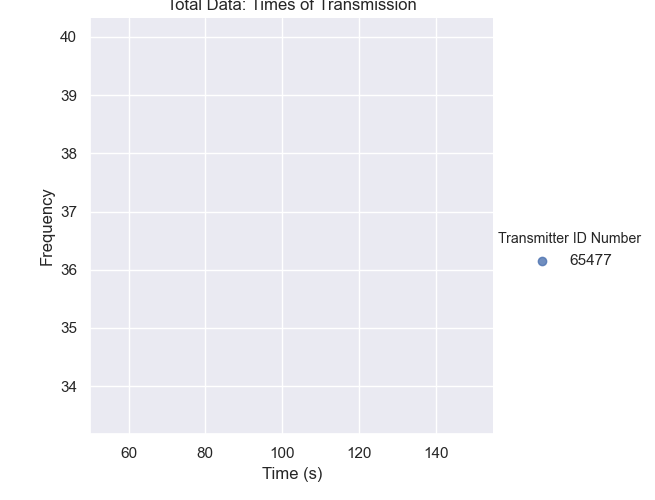 Total Data: Times of Transmission
40
39
38
37
36
35
34
Frequency
60 80 100 120 140
Time (s)
Transmitter ID Number
65477